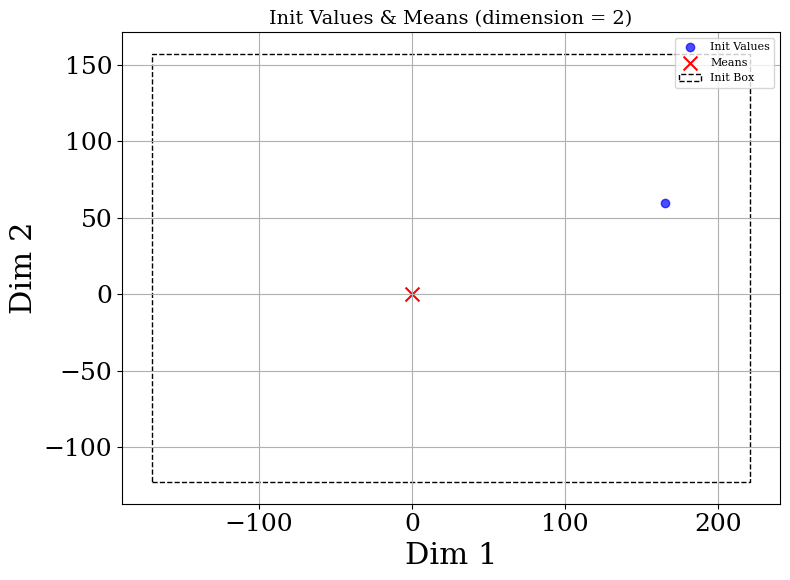 Init Values & Means (dimension = 2)
Init Values
Means
Init Box
150
100
50
0
−50
−100
Dim 2
−100
0
100
200
Dim 1